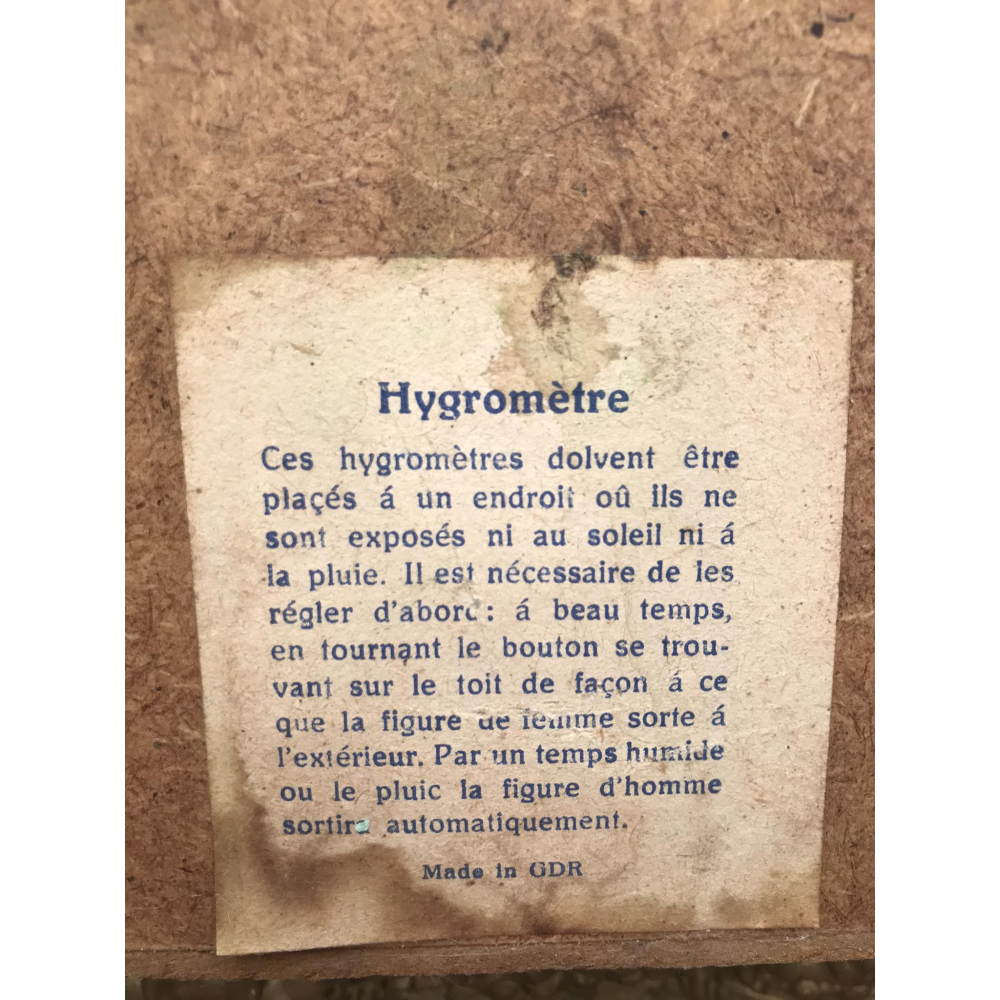 Hygromètre
Ces hygromètres dolvent être
plaçés á un endroit oû ils ne
sont exposés ni au soleil ni á
la pluie. Il est nécessaire de les
régler d'abord: á beau temps,
en tournant le bouton se trou-
vant sur le toit de façon á ce
que la figure de femme sorte á
l'extérieur. Par un temps humide
ou le pluic la figure d'homme
sortira automatiquement.
Made in GDR